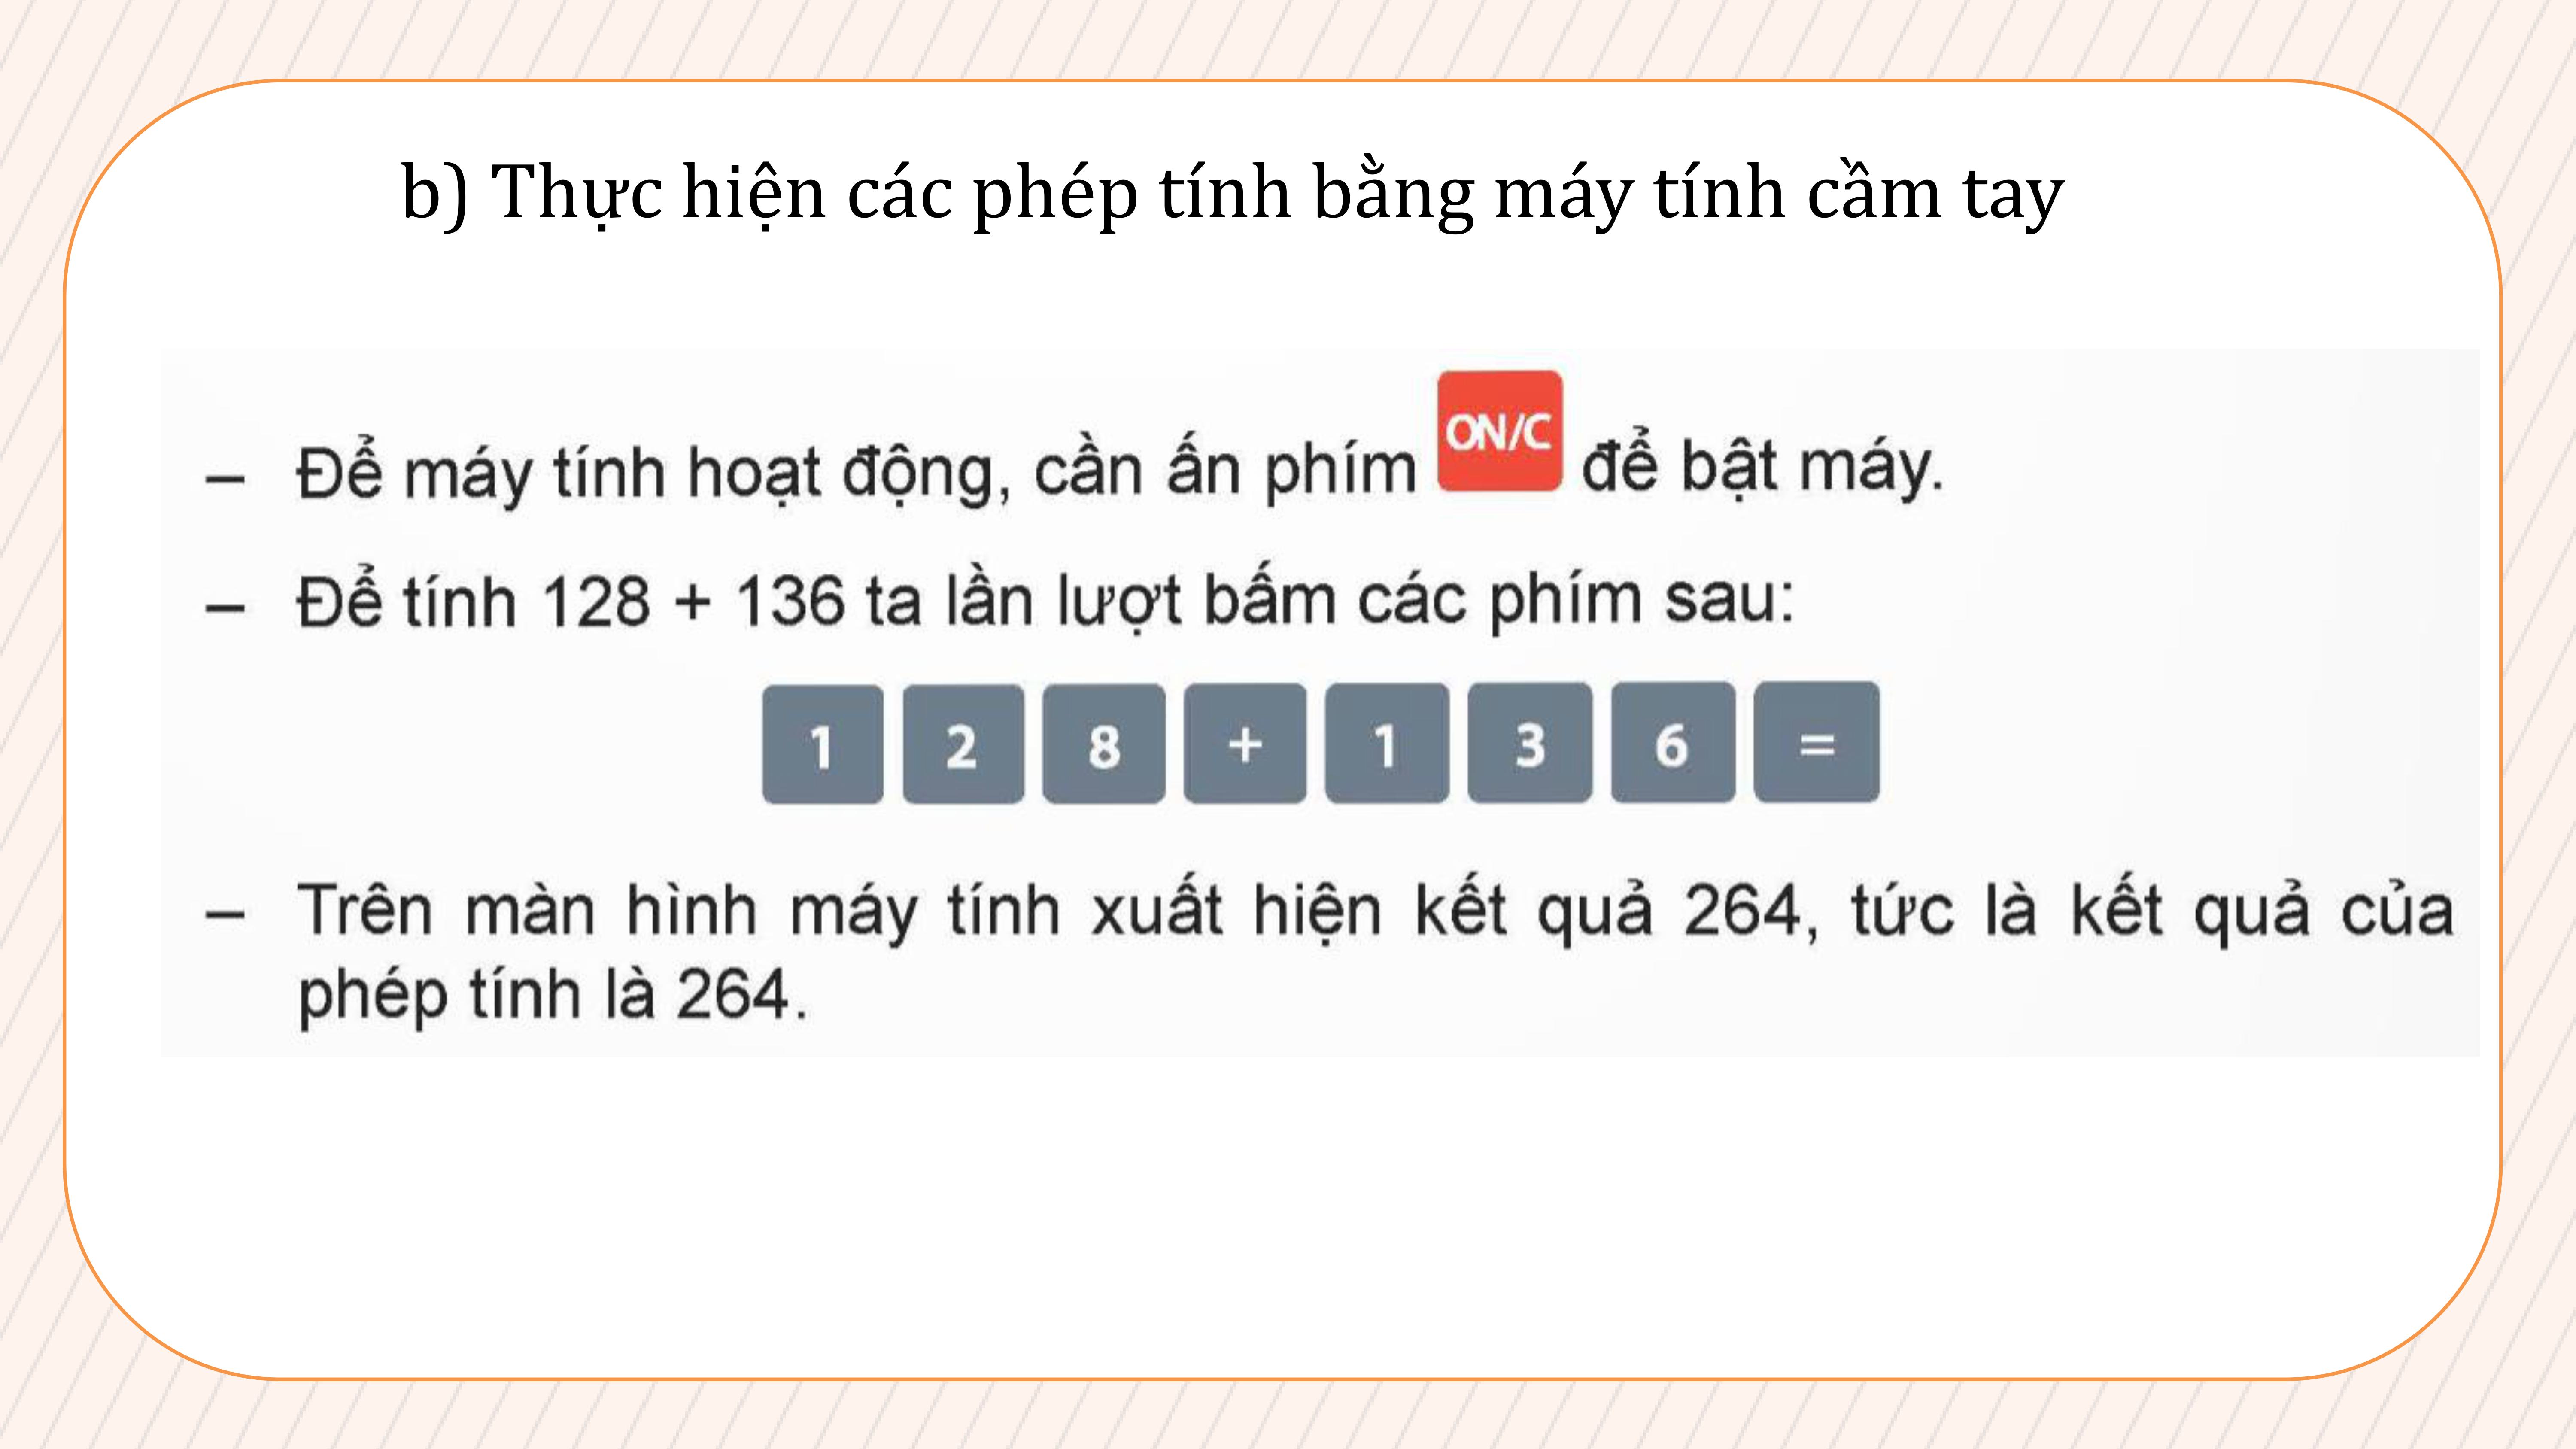 b) Thực hiện các phép tính bằng máy tính cầm tay
– Để máy tính hoạt động, cần ấn phím ON/C để bật máy.
– Để tính 128 + 136 ta lần lượt bấm các phím sau:
1 2 8 + 1 3 6 =
– Trên màn hình máy tính xuất hiện kết quả 264, tức là kết quả của
phép tính là 264.